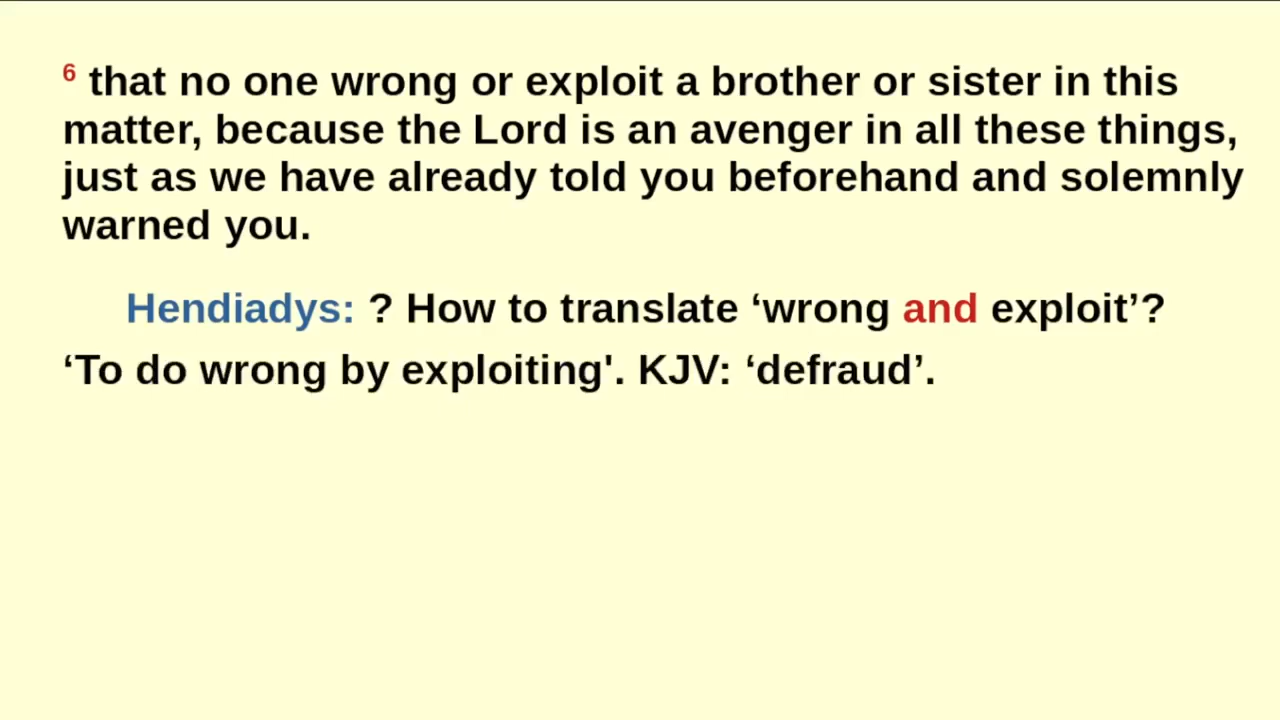 6 that no one wrong or exploit a brother or sister in this
matter, because the Lord is an avenger in all these things,
just as we have already told you beforehand and solemnly
warned you.
Hendiadys: ? How to translate ‘wrong and exploit’?
‘To do wrong by exploiting'. KJV: ‘defraud’.